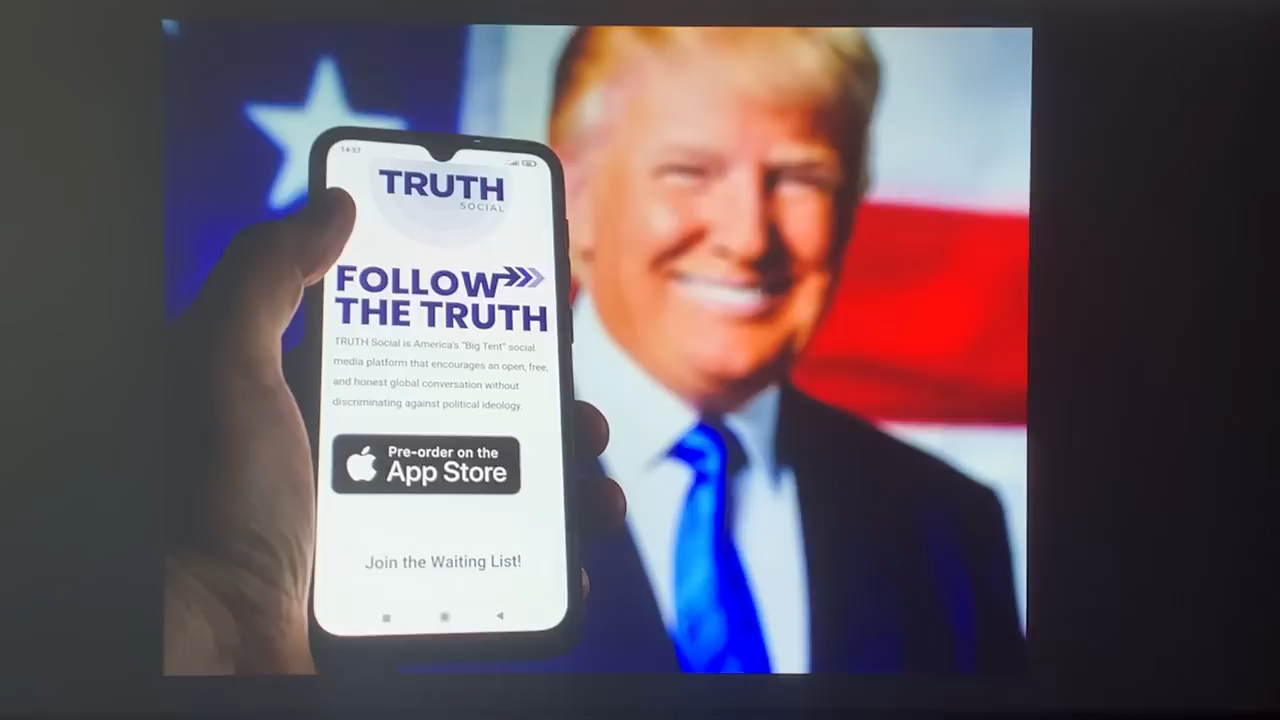 14:57
TRUTH
SOCIAL
FOLLOW
THE TRUTH
TRUTH Social is America's "Big Tent" social
media platform that encourages an open, free,
and honest global conversation without
discriminating against political ideology.
Pre-order on the
App Store
Join the Waiting List!